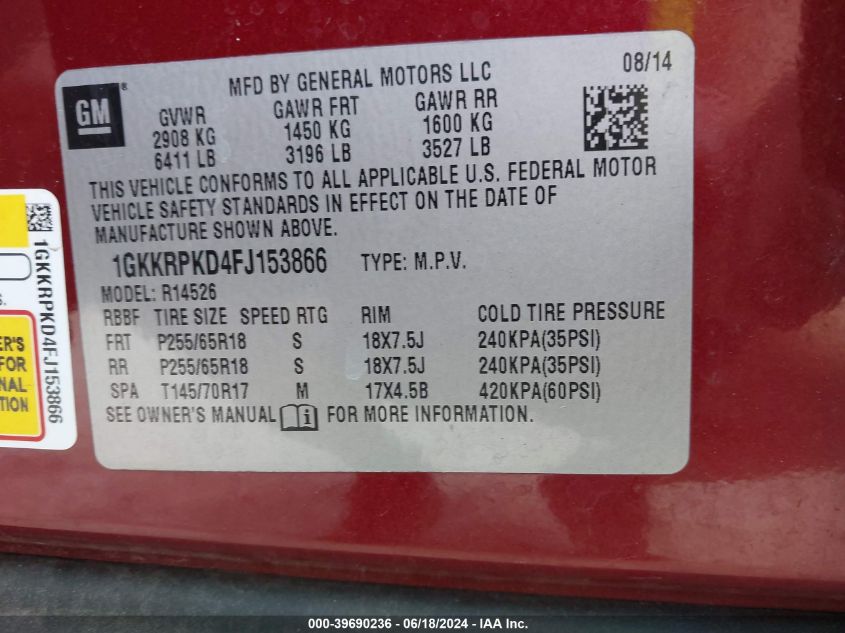 GM
MFD BY GENERAL MOTORS LLC
08/14
GVWR GAWR FRT GAWR RR
2908 KG 1450 KG 1600 KG
6411 LB 3196 LB 3527 LB
THIS VEHICLE CONFORMS TO ALL APPLICABLE U.S. FEDERAL MOTOR
VEHICLE SAFETY STANDARDS IN EFFECT ON THE DATE OF
MANUFACTURE SHOWN ABOVE.
1GKKRPKD4FJ153866 TYPE: M.P.V.
MODEL: R14526
RBBF TIRE SIZE SPEED RTG RIM COLD TIRE PRESSURE
FRT P255/65R18 S 18X7.5J 240KPA(35PSI)
RR P255/65R18 S 18X7.5J 240KPA(35PSI)
SPA T145/70R17 M 17X4.5B 420KPA(60PSI)
SEE OWNER'S MANUAL FOR MORE INFORMATION.
1GKKRPKD4FJ153866
ER'S
FOR
NAL
TION
000-39690236 - 06/18/2024 - IAA Inc.